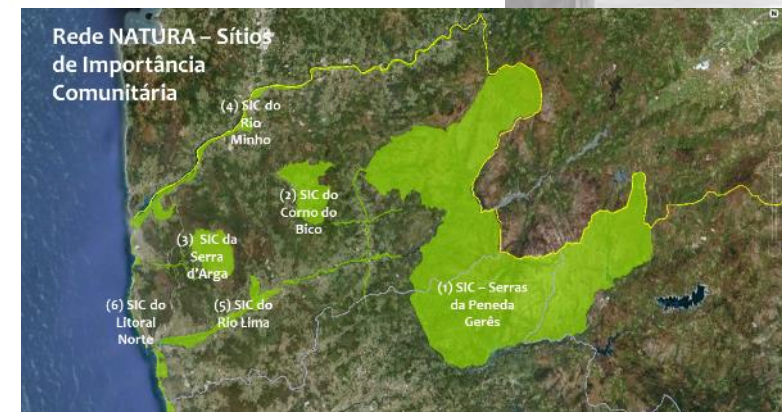 Rede NATURA – Sítios
de Importância
Comunitária
(4) SIC do
Rio
Minho
(2) SIC do
Corno do
Bico
(3) SIC da
Serra
d'Arga
(1) SIC – Serras
da Peneda
Gerês
(6) SIC do
Litoral
Norte
(5) SIC do
Rio Lima